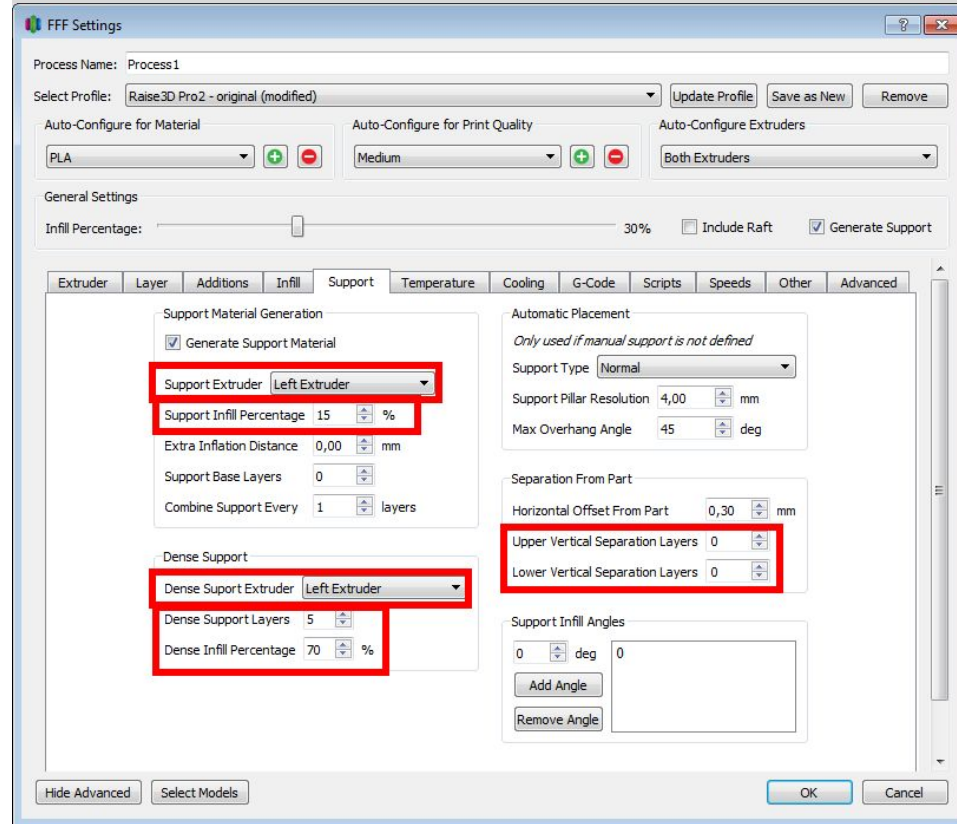 FFF Settings
Process Name: Process1
Select Profile: Raise3D Pro2 - original (modified) Update Profile Save as New Remove
Auto-Configure for Material Auto-Configure for Print Quality Auto-Configure Extruders
PLA Medium Both Extruders
General Settings
Infill Percentage: 30% Include Raft Generate Support
Extruder Layer Additions Infill Support Temperature Cooling G-Code Scripts Speeds Other Advanced
Support Material Generation
Generate Support Material
Support Extruder Left Extruder
Support Infill Percentage 15 %
Extra Inflation Distance 0,00 mm
Support Base Layers 0
Combine Support Every 1 layers
Dense Support
Dense Suport Extruder Left Extruder
Dense Support Layers 5
Dense Infill Percentage 70 %
Automatic Placement
Only used if manual support is not defined
Support Type Normal
Support Pillar Resolution 4,00 mm
Max Overhang Angle 45 deg
Separation From Part
Horizontal Offset From Part 0,30 mm
Upper Vertical Separation Layers 0
Lower Vertical Separation Layers 0
Support Infill Angles
0 deg 0
Add Angle
Remove Angle
Hide Advanced Select Models OK Cancel